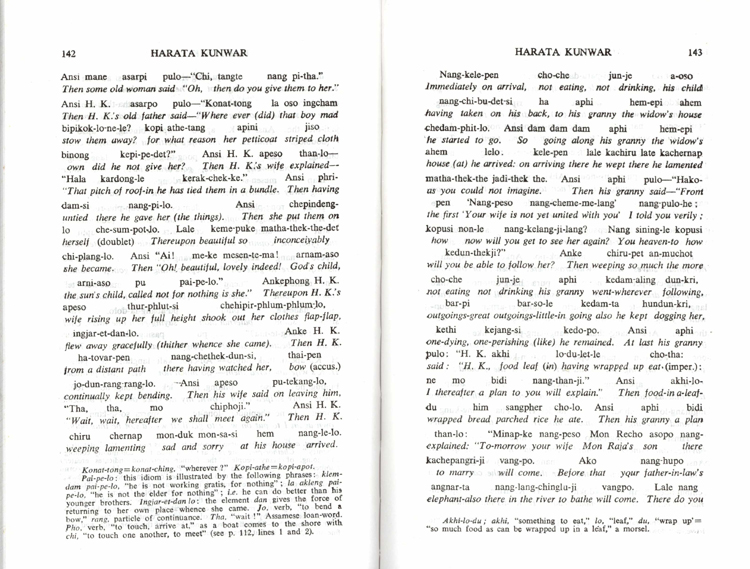 142 HARATA KUNWAR
Ansi mane asarpi pulo—“Chi, tangte nang pi-tha.”
Then some old woman said “Oh, then do you give them to her.”
Ansi H. K. asarpo pulo—“Konat-tong la oso ingcham
Then H. K.'s old father said—“Where ever (did) that boy mad
bipikok-lo-ne-le? kopi athe-tang apini jiso
stow them away? for what reason her petticoat striped cloth
binong kepi-pe-det?” Ansi H. K. apeso than-lo—
own did he not give her? Then H. K.'s wife explained—
“Hala kardong-le kerak-chek-ke.” Ansi phri-
“That pitch of roof-in he has tied them in a bundle. Then having
dam-si nang-pi-lo. Ansi chepindeng-
untied there he gave her (the things). Then she put them on
lo che-sum-pot-lo. Lale keme-puke matha-thek-the-det
herself (doublet) Thereupon beautiful so inconceivably
chi-plang-lo. Ansi “Ai! me-ke mesen-te-ma! arnam-aso
she became. Then “Oh! beautiful, lovely indeed! God's child,
arni-aso pu pai-pe-lo.” Ankephong H. K.
the sun's child, called not for nothing is she.” Thereupon H. K.'s
apeso thur-phlut-si chehipir-phlum-phlum-lo,
wife rising up her full height shook out her clothes flap-flap,
ingjar-et-dan-lo. Anke H. K.
flew away gracefully (thither whence she came). Then H. K.
ha-tovar-pen nang-chethek-dun-si, thai-pen
from a distant path there having watched her, bow (accus.)
jo-dun-rang-rang-lo. Ansi apeso pu-tekang-lo,
continually kept bending. Then his wife said on leaving him,
“Tha, tha, mo chiphoji.” Ansi H. K.
“Wait, wait, hereafter we shall meet again.” Then H. K.
chiru chernap mon-duk mon-sa-si hem nang-le-lo.
weeping lamenting sad and sorry at his house arrived.
Konat-tong=konat-ching, “wherever?” Kopi-athe=kopi-apot.
Pai-pe-lo: this idiom is illustrated by the following phrases: klem-
dam pai-pe-lo, “he is not working gratis, for nothing”; la akleng pai-
pe-lo, “he is not the elder for nothing”; i.e. he can do better than his
younger brothers. Ingjar-et-dan-lo: the element dan gives the force of
returning to her own place whence she came. Jo, verb, “to bend a
bow,” rang, particle of continuance. Tha, “wait!” Assamese loan-word.
Pho, verb, “to touch, arrive at,” as a boat comes to the shore with
chi, “to touch one another, to meet” (see p. 112, lines 1 and 2).
HARATA KUNWAR 143
Nang-kele-pen cho-che jun-je a-oso
Immediately on arrival, not eating, not drinking, his child
nang-chi-bu-det-si ha aphi hem-epi ahem
having taken on his back, to his granny the widow's house
chedam-phit-lo. Ansi dam dam dam aphi hem-epi
he started to go. So going along his granny the widow's
ahem lelo. kele-pen lale kachiru late kachernap
house (at) he arrived: on arriving there he wept there he lamented
matha-thek-the jadi-thek the. Ansi aphi pulo—“Hako-
as you could not imagine. Then his granny said—“From
pen ‘Nang-peso nang-cheme-me-lang’ nang-pulo-he;
the first ‘Your wife is not yet united with you’ I told you verily;
kopusi non-le nang-kelang-ji-lang? Nang sining-le kopusi
how now will you get to see her again? You heaven-to how
kedun-thekji?” Anke chiru-pet an-muchot
will you be able to follow her? Then weeping so much the more
cho-che jun-je aphi kedam-aling dun-kri,
not eating not drinking his granny went-wherever following,
bar-pi bar-so-le kedam-ta hundun-kri,
outgoings-great outgoings-little-in going also he kept dogging her,
kethi kejang-si kedo-po. Ansi aphi
one-dying, one-perishing (like) he remained. At last his granny
pulo: “H. K. akhi lo-du-let-le cho-tha:
said: “H. K., food leaf (in) having wrapped up eat-(imper.):
ne mo bidi nang-than-ji.” Ansi akhi-lo-
I thereafter a plan to you will explain.” Then food-in a-leaf-
du him sangpher cho-lo. Ansi aphi bidi
wrapped bread parched rice he ate. Then his granny a plan
than-lo: “Minap-ke nang-peso Mon Recho asopo nang-
explained: “To-morrow your wife Mon Raja's son there
kachepangri-ji vang-po. Ako nang-hupo
to marry will come. Before that your father-in-law's
angnar-ta nang-lang-chinglu-ji vangpo. Lale nang
elephant-also there in the river to bathe will come. There do you
Akhi-lo-du; akhi, “something to eat,” lo, “leaf,” du, “wrap up”=
“so much food as can be wrapped up in a leaf,” a morsel.